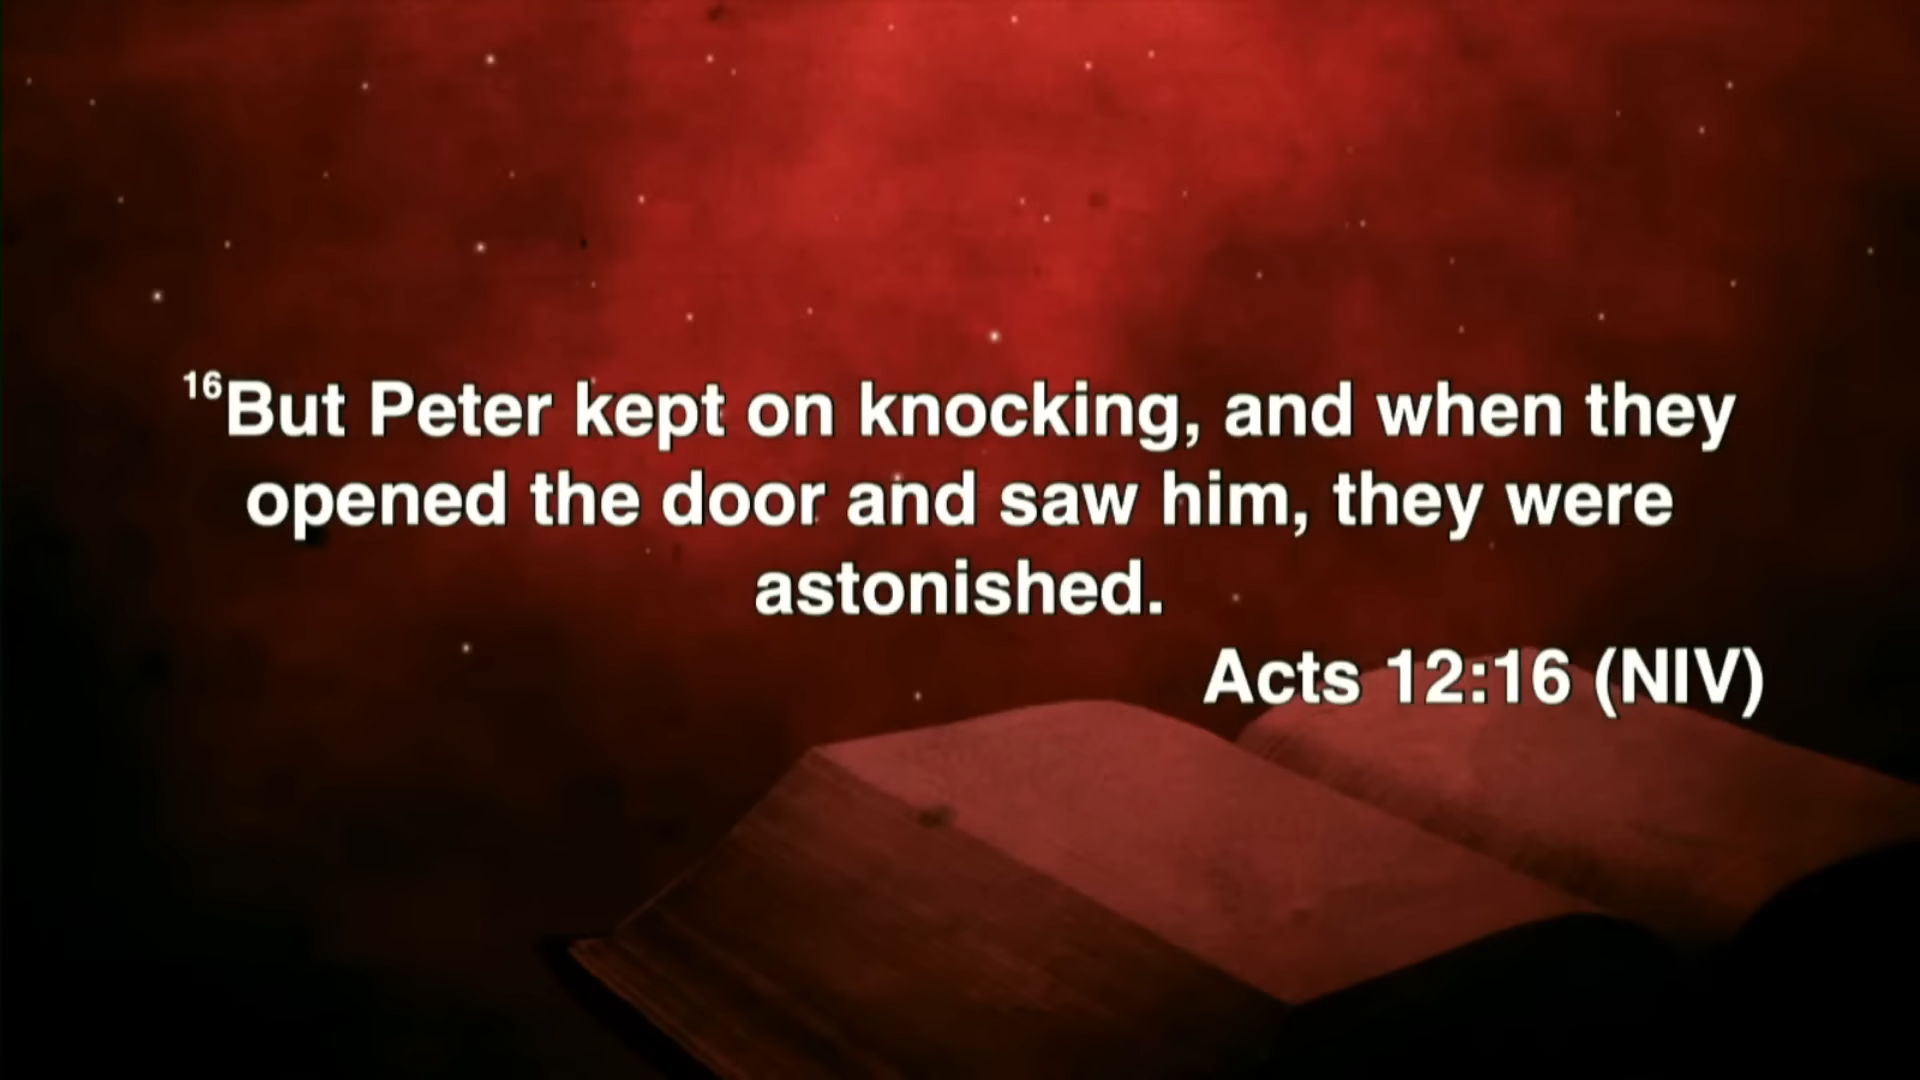 16But Peter kept on knocking, and when they
opened the door and saw him, they were
astonished.
Acts 12:16 (NIV)